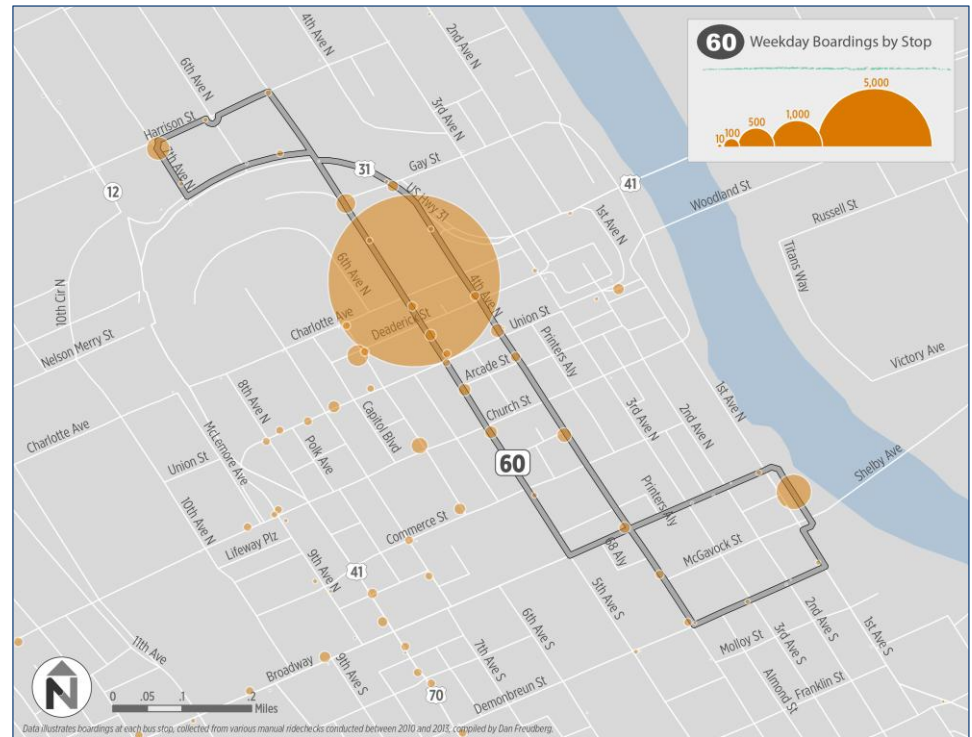 60 Weekday Boardings by Stop
5,000
1,000
500
100
10
4th Ave N
2nd Ave N
6th Ave N
3rd Ave N
Harrison St
7th Ave N
31
Gay St
41
12
US Hwy 31
Woodland St
1st Ave N
Russell St
Titans Way
10th Cir N
6th Ave N
4th Ave N
Charlotte Ave
Deaderick St
Union St
Nelson Merry St
Printers Aly
Victory Ave
Arcade St
8th Ave N
Capitol Blvd
Church St
3rd Ave N
2nd Ave N
1st Ave N
Charlotte Ave
McLemore Ave
Polk Ave
Union St
60
Shelby Ave
10th Ave N
Commerce St
Printers Aly
Lifeway Plz
68 Aly
McGavock St
41
9th Ave N
5th Ave S
6th Ave S
2nd Ave S
1st Ave S
11th Ave
7th Ave S
Molloy St
3rd Ave S
Broadway
9th Ave S
70
Demonbreun St
Almond St
Franklin St
N
0 .05 .1 .2
Miles
Data illustrates boardings at each bus stop, collected from various manual ridechecks conducted between 2010 and 2013, compiled by Dan Freudberg.